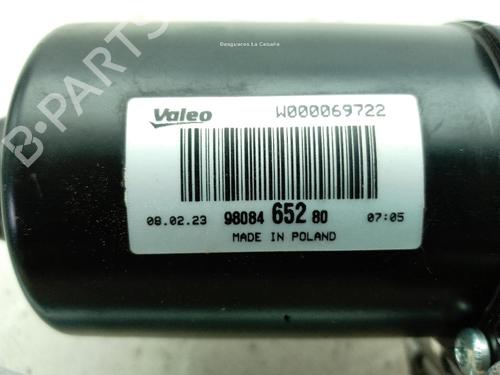 Desguaces La Cabaña
Valeo W000069722
08.02.23 98084 652 80 07:05
MADE IN POLAND
B-PARTS